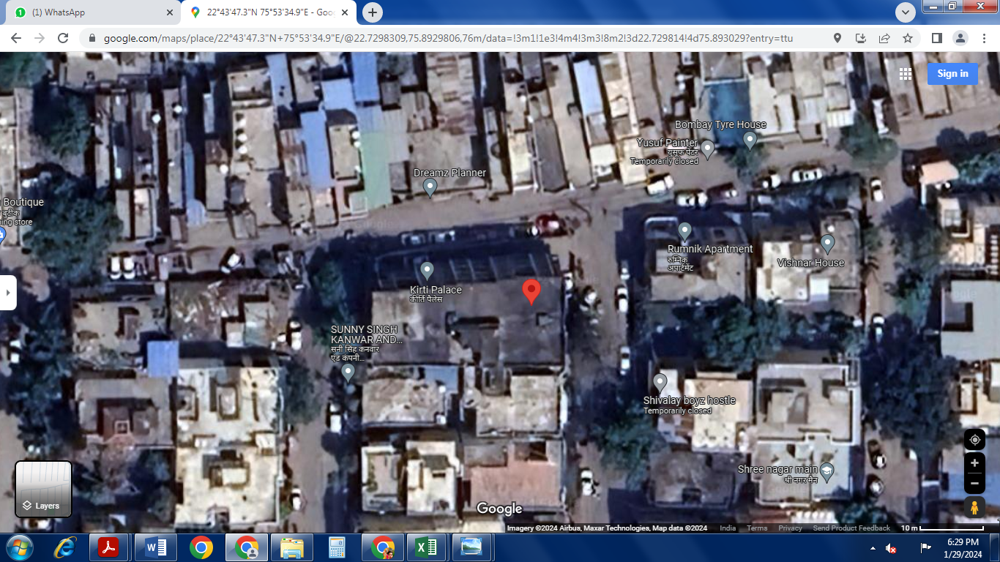 (1) WhatsApp
22°43'47.3"N 75°53'34.9"E - Goo
google.com/maps/place/22°43'47.3"N+75°53'34.9"E/@22.7298309,75.8929806,76m/data=!3m1!1e3!4m4!3m3!8m2!3d22.729814!4d75.893029?entry=ttu
Sign in
Bombay Tyre House
Yusuf Painter
युसुफ पेंटर
Temporarily closed
Dreamz Planner
Boutique
बुटीक
ing store
Rumnik Apartment
रुम्निक
अपार्टमेंट
Vishnar House
Kirti Palace
कीर्ति पैलेस
SUNNY SINGH
KANWAR AND...
सनी सिंह कनवार
एंड कंपनी...
Shivalay boyz hostle
Temporarily closed
Shree nagar main
श्री नगर मैन
Layers
Google
Imagery ©2024 Airbus, Maxar Technologies, Map data ©2024 India Terms Privacy Send Product Feedback 10 m
6:29 PM
1/29/2024